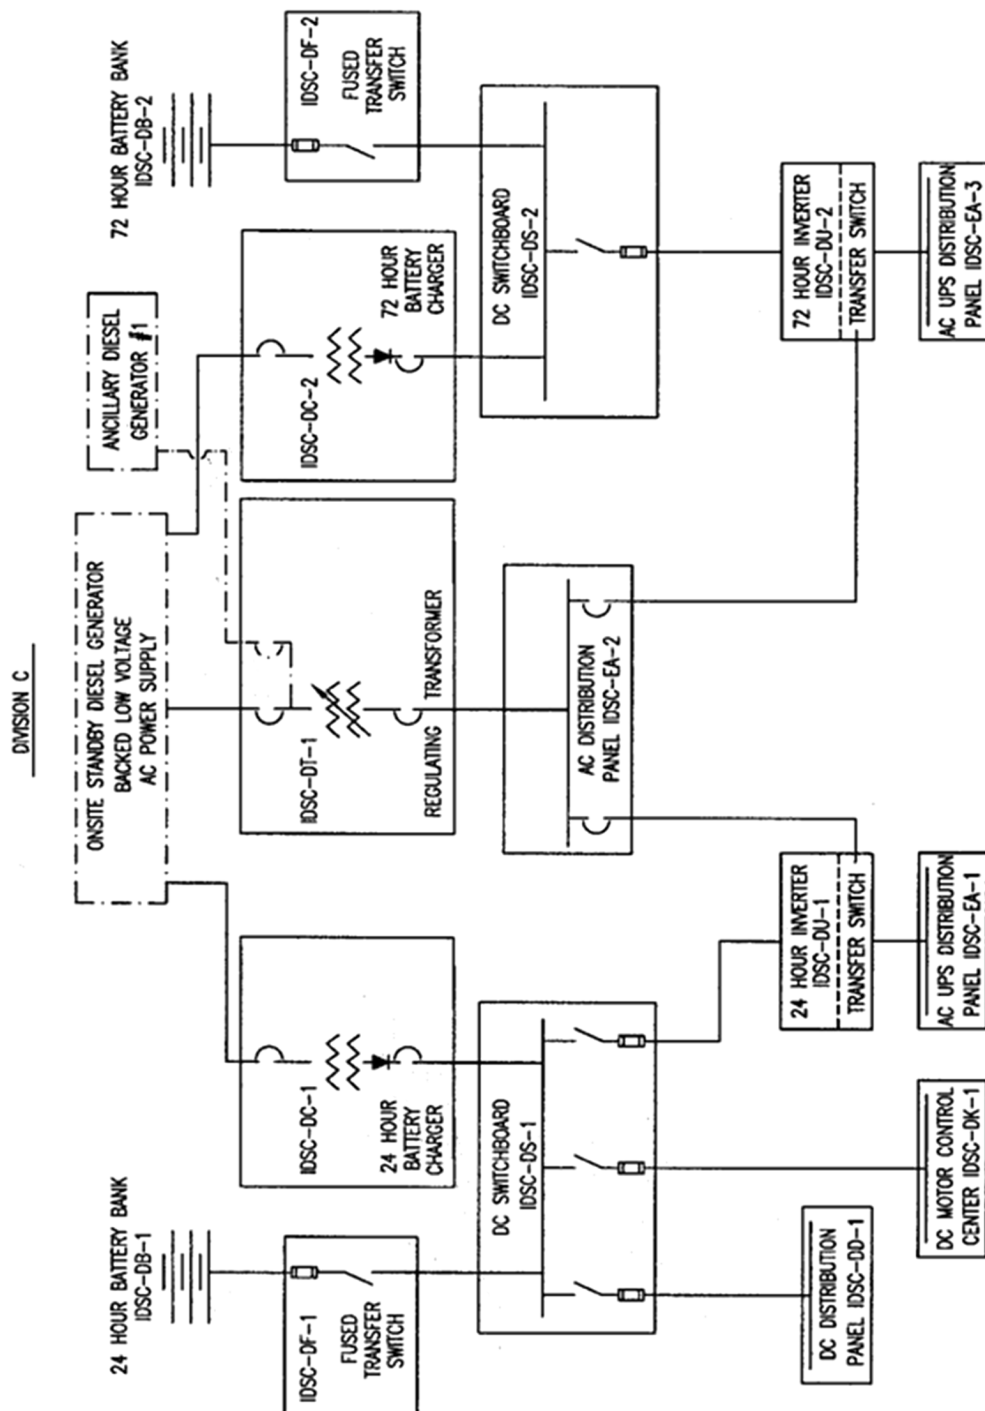 DIVISION C
ONSITE STANDBY DIESEL GENERATOR
BACKED LOW VOLTAGE
AC POWER SUPPLY
ANCILLARY DIESEL
GENERATOR #1
24 HOUR BATTERY BANK
IDSC-DB-1
72 HOUR BATTERY BANK
IDSC-DB-2
IDSC-DF-1
FUSED
TRANSFER
SWITCH
IDSC-DC-1
24 HOUR
BATTERY
CHARGER
IDSC-DT-1
REGULATING TRANSFORMER
IDSC-DC-2
72 HOUR
BATTERY
CHARGER
IDSC-DF-2
FUSED
TRANSFER
SWITCH
DC SWITCHBOARD
IDSC-DS-1
AC DISTRIBUTION
PANEL IDSC-EA-2
DC SWITCHBOARD
IDSC-DS-2
24 HOUR INVERTER
IDSC-DU-1
TRANSFER SWITCH
72 HOUR INVERTER
IDSC-DU-2
TRANSFER SWITCH
DC DISTRIBUTION
PANEL IDSC-DD-1
DC MOTOR CONTROL
CENTER IDSC-DK-1
AC UPS DISTRIBUTION
PANEL IDSC-EA-1
AC UPS DISTRIBUTION
PANEL IDSC-EA-3